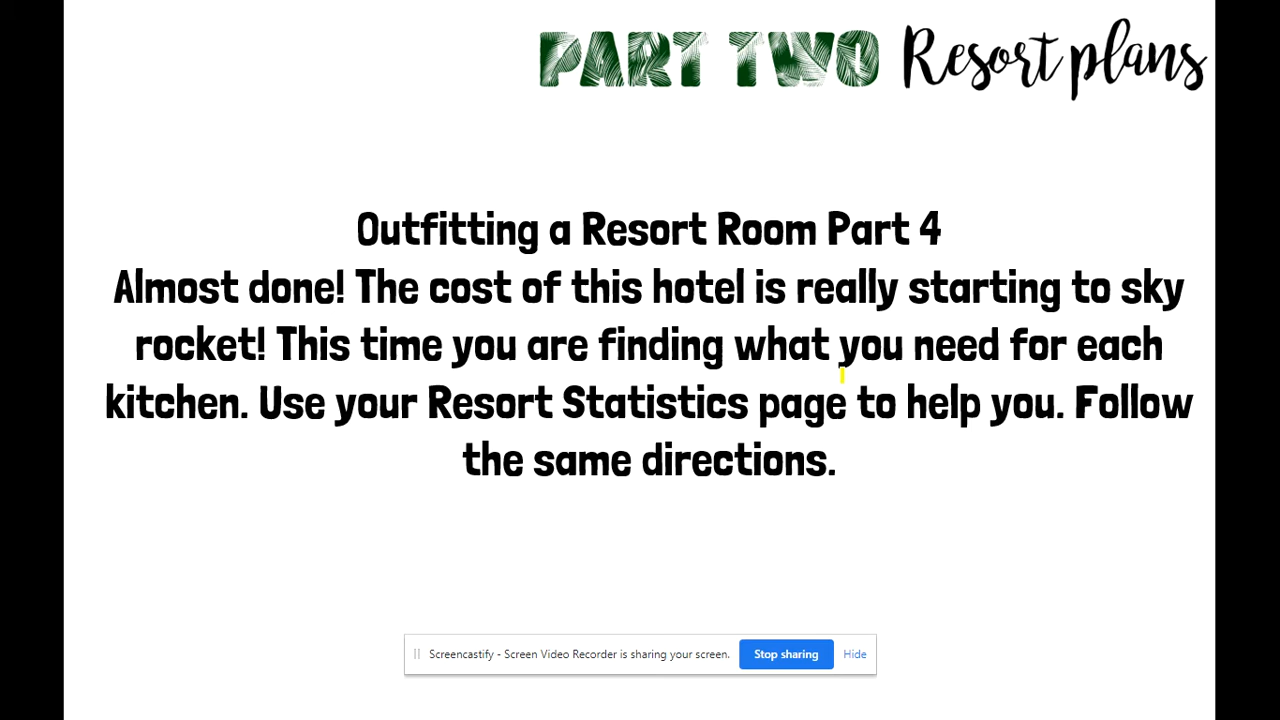 PART TWO Resort plans
Outfitting a Resort Room Part 4
Almost done! The cost of this hotel is really starting to sky
rocket! This time you are finding what you need for each
kitchen. Use your Resort Statistics page to help you. Follow
the same directions.
Screencastify - Screen Video Recorder is sharing your screen. Stop sharing Hide